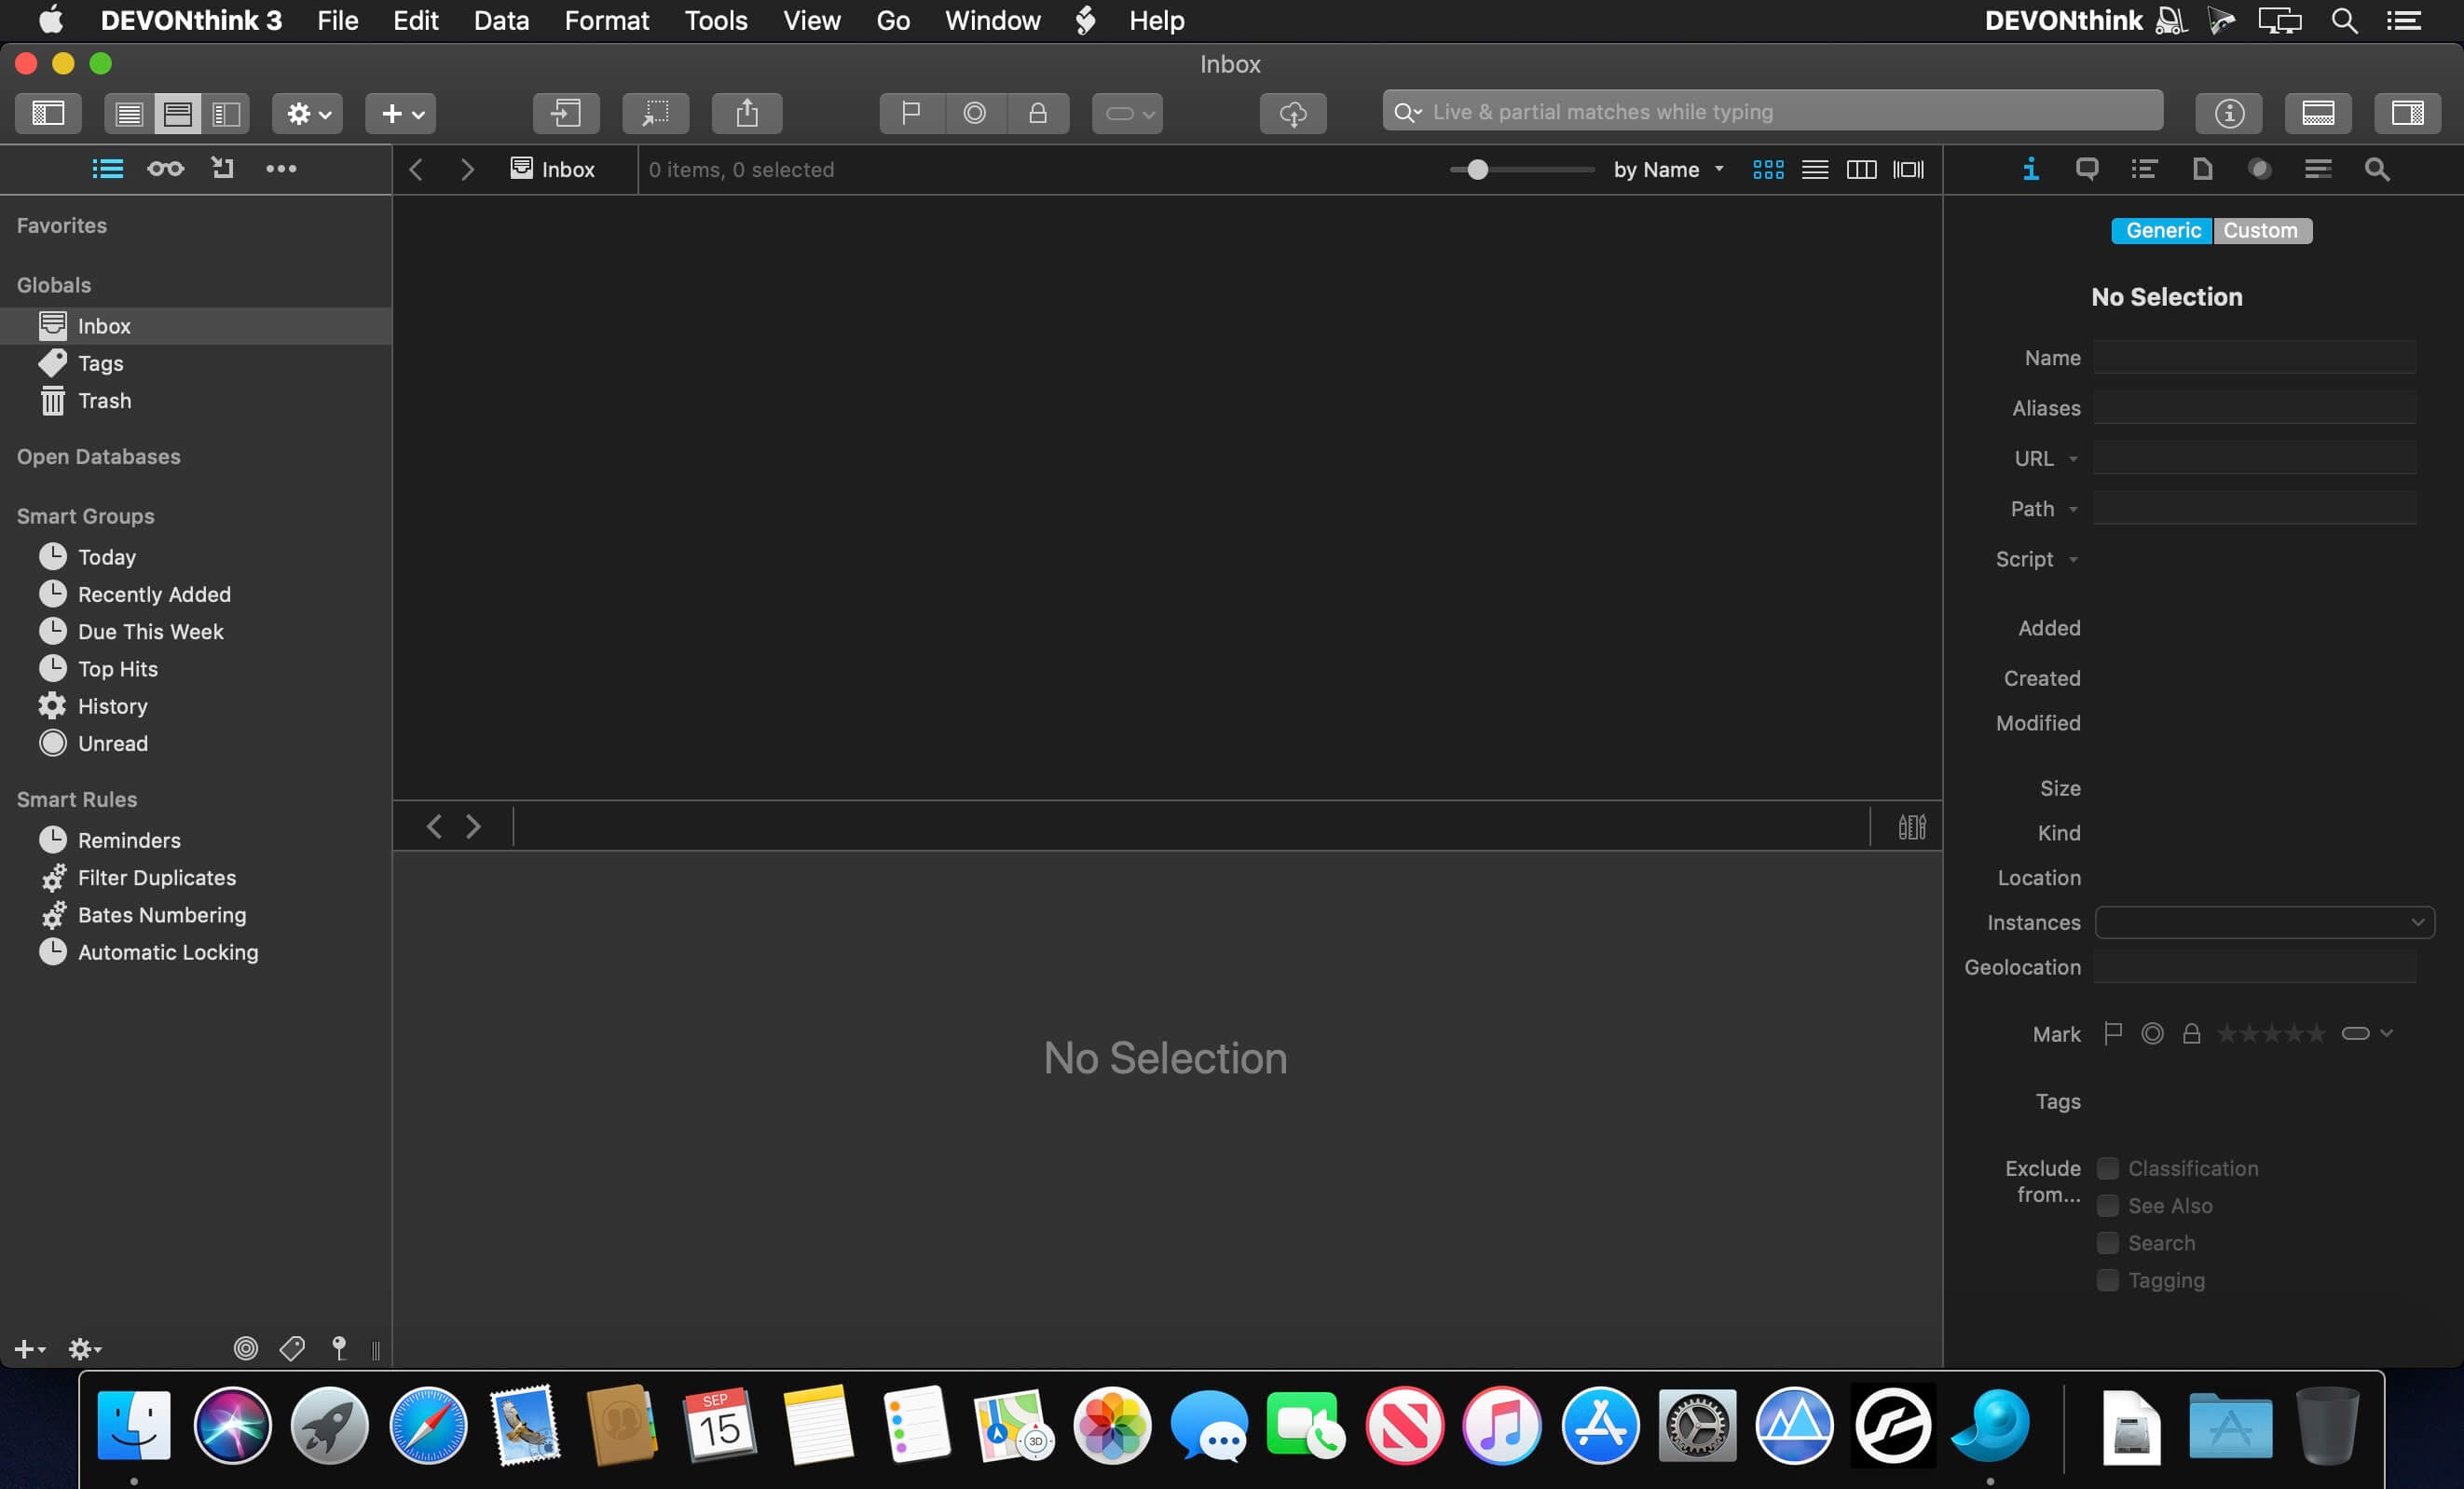 DEVONthink 3 File Edit Data Format Tools View Go Window Help DEVONthink
Inbox
Live & partial matches while typing
Inbox 0 items, 0 selected by Name
Favorites
Globals
Inbox
Tags
Trash
Open Databases
Smart Groups
Today
Recently Added
Due This Week
Top Hits
History
Unread
Smart Rules
Reminders
Filter Duplicates
Bates Numbering
Automatic Locking
No Selection
Generic Custom
No Selection
Name
Aliases
URL
Path
Script
Added
Created
Modified
Size
Kind
Location
Instances
Geolocation
Mark
Tags
Exclude from...
Classification
See Also
Search
Tagging
SEP
15
3D